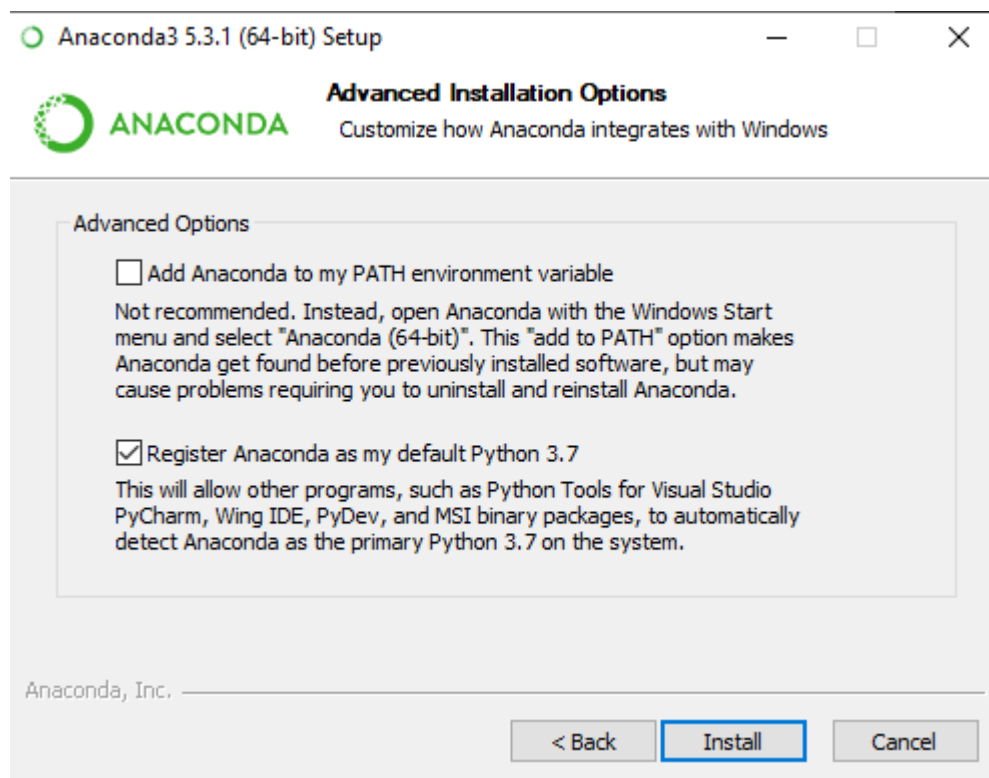 Anaconda3 5.3.1 (64-bit) Setup
ANACONDA
Advanced Installation Options
Customize how Anaconda integrates with Windows
Advanced Options
Add Anaconda to my PATH environment variable
Not recommended. Instead, open Anaconda with the Windows Start
menu and select "Anaconda (64-bit)". This "add to PATH" option makes
Anaconda get found before previously installed software, but may
cause problems requiring you to uninstall and reinstall Anaconda.
Register Anaconda as my default Python 3.7
This will allow other programs, such as Python Tools for Visual Studio
PyCharm, Wing IDE, PyDev, and MSI binary packages, to automatically
detect Anaconda as the primary Python 3.7 on the system.
Anaconda, Inc.
< Back Install Cancel